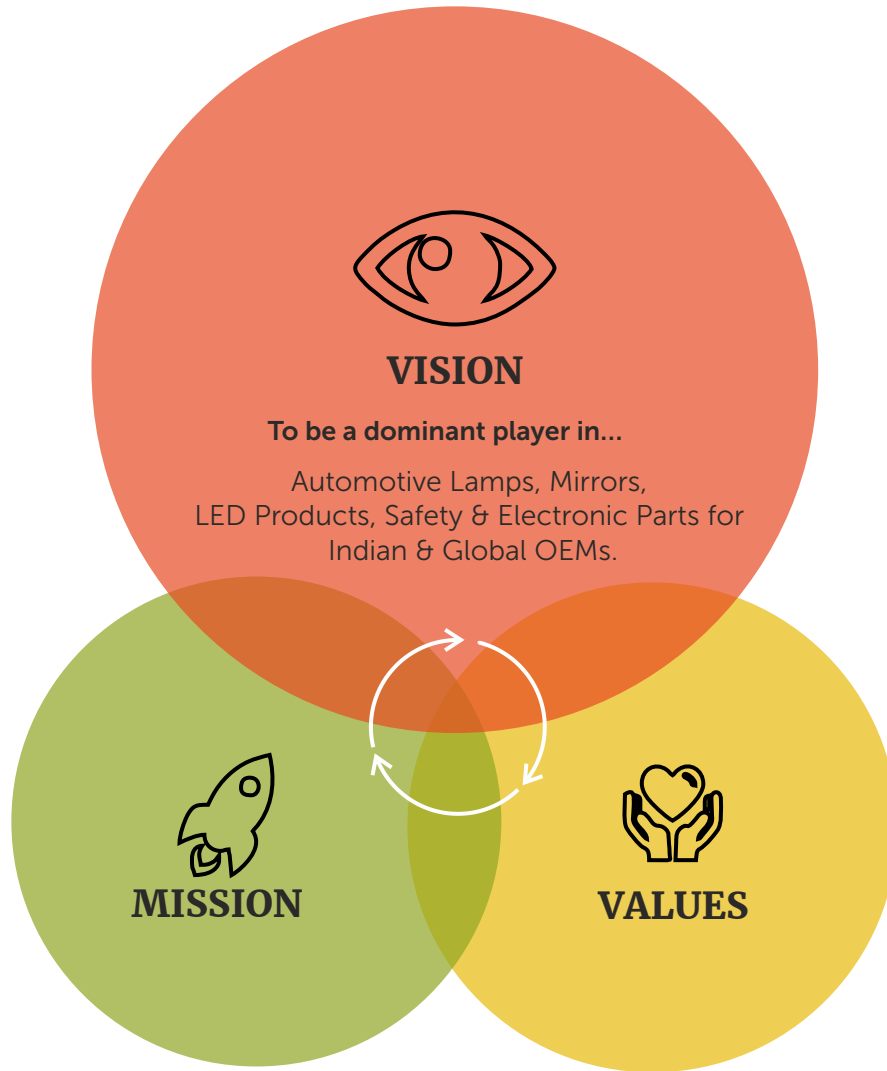 VISION
To be a dominant player in...
Automotive Lamps, Mirrors,
LED Products, Safety & Electronic Parts for
Indian & Global OEMs.
MISSION
VALUES